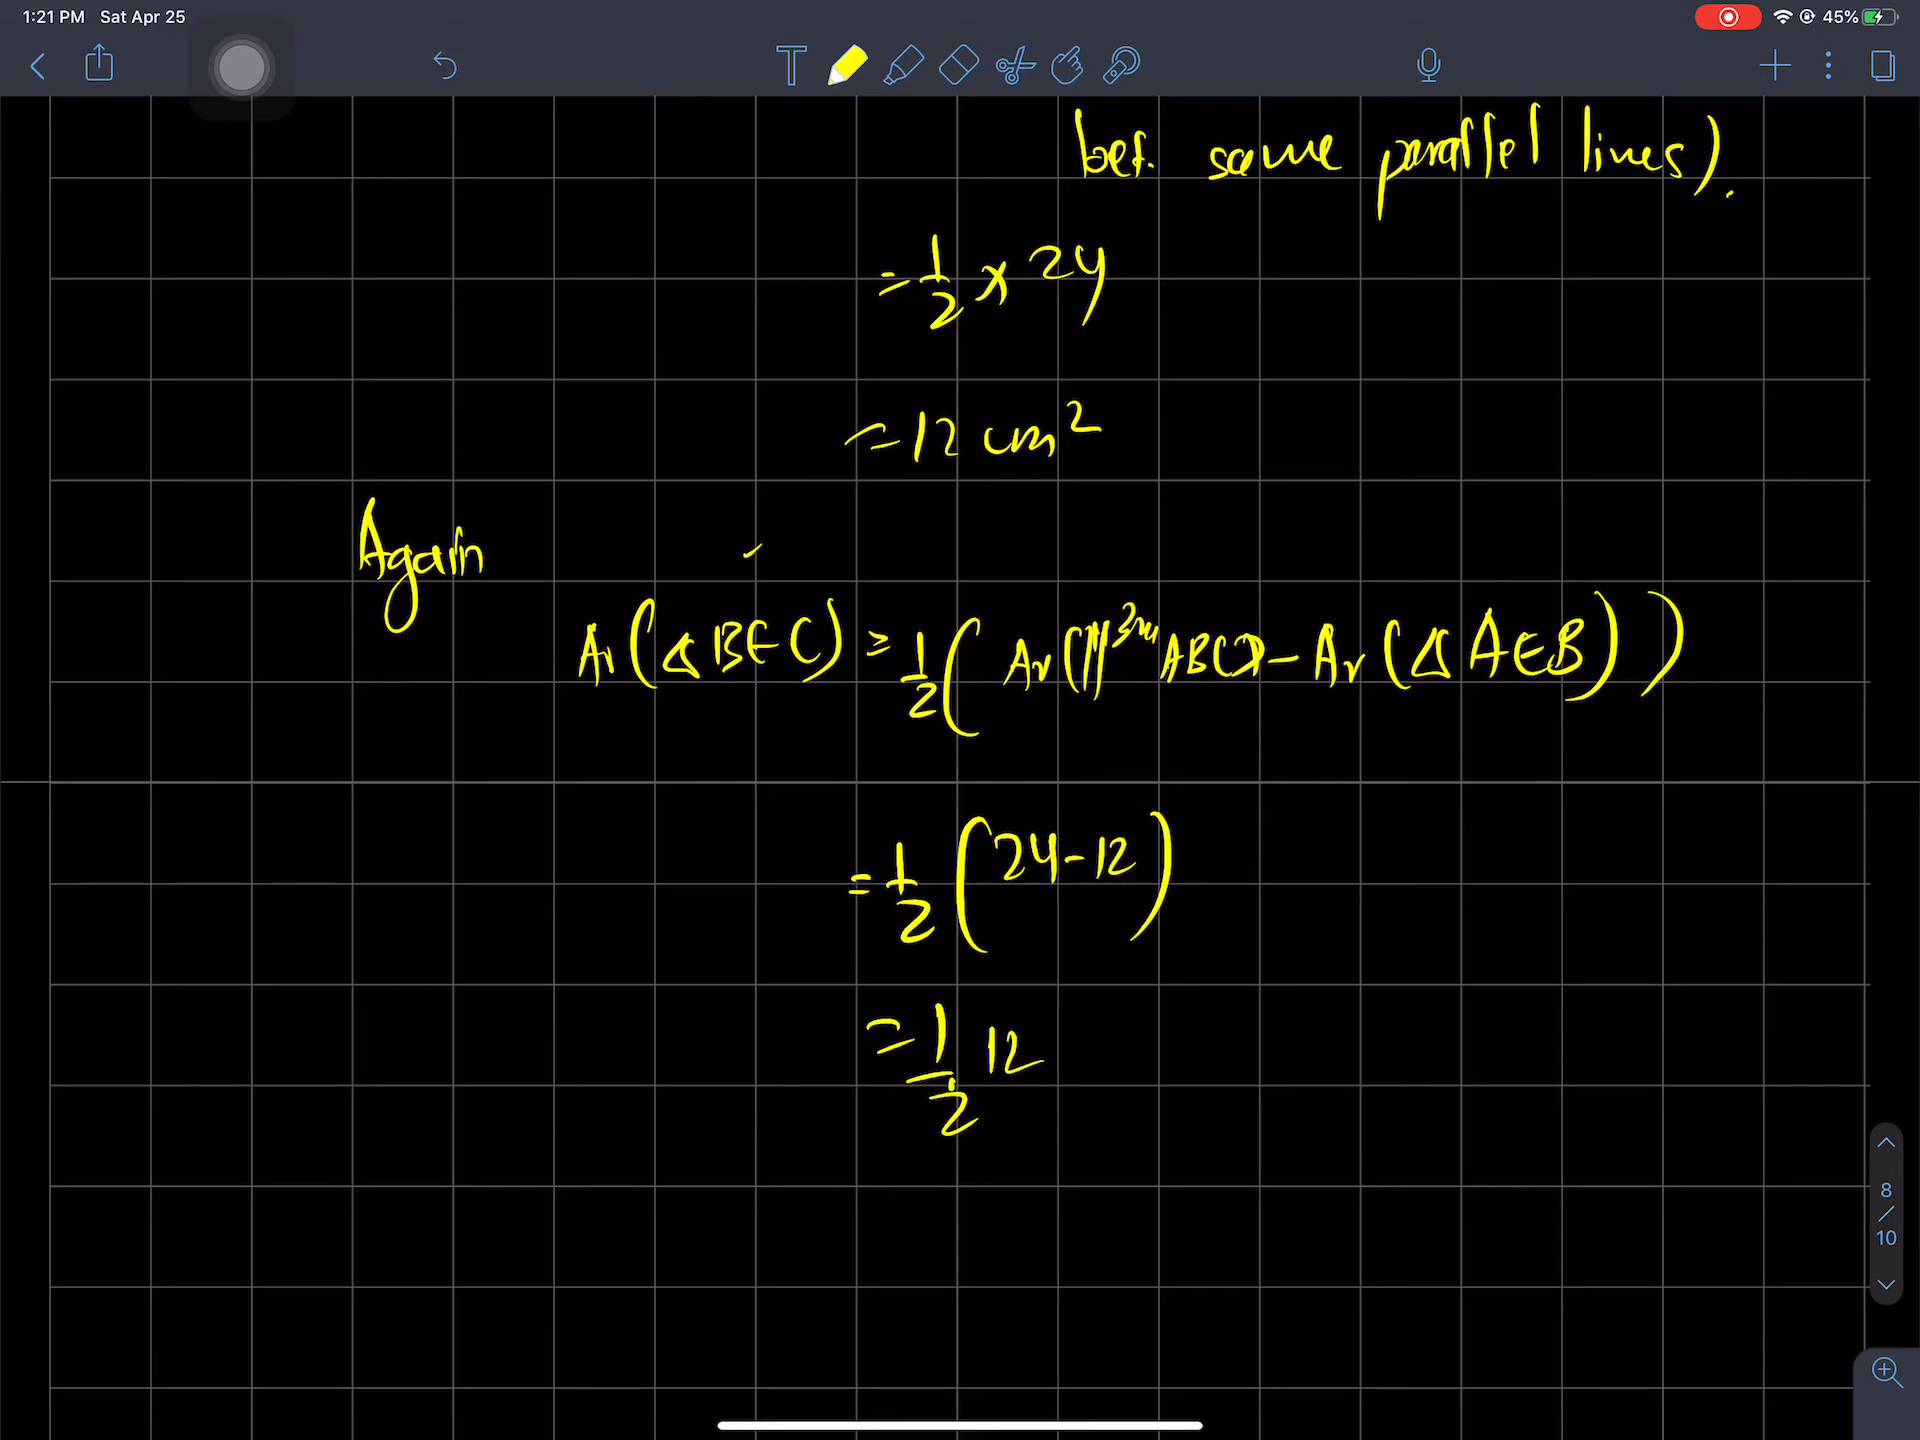 1:21 PM Sat Apr 25
45%
bet. same parallel lines).
= 1/2 × 24
= 12 cm²
Again
Ar(△BEC) = 1/2 ( Ar(||gm ABCD - Ar(△AEB) )
= 1/2 ( 24 - 12 )
= 1/2 12
8
/
10